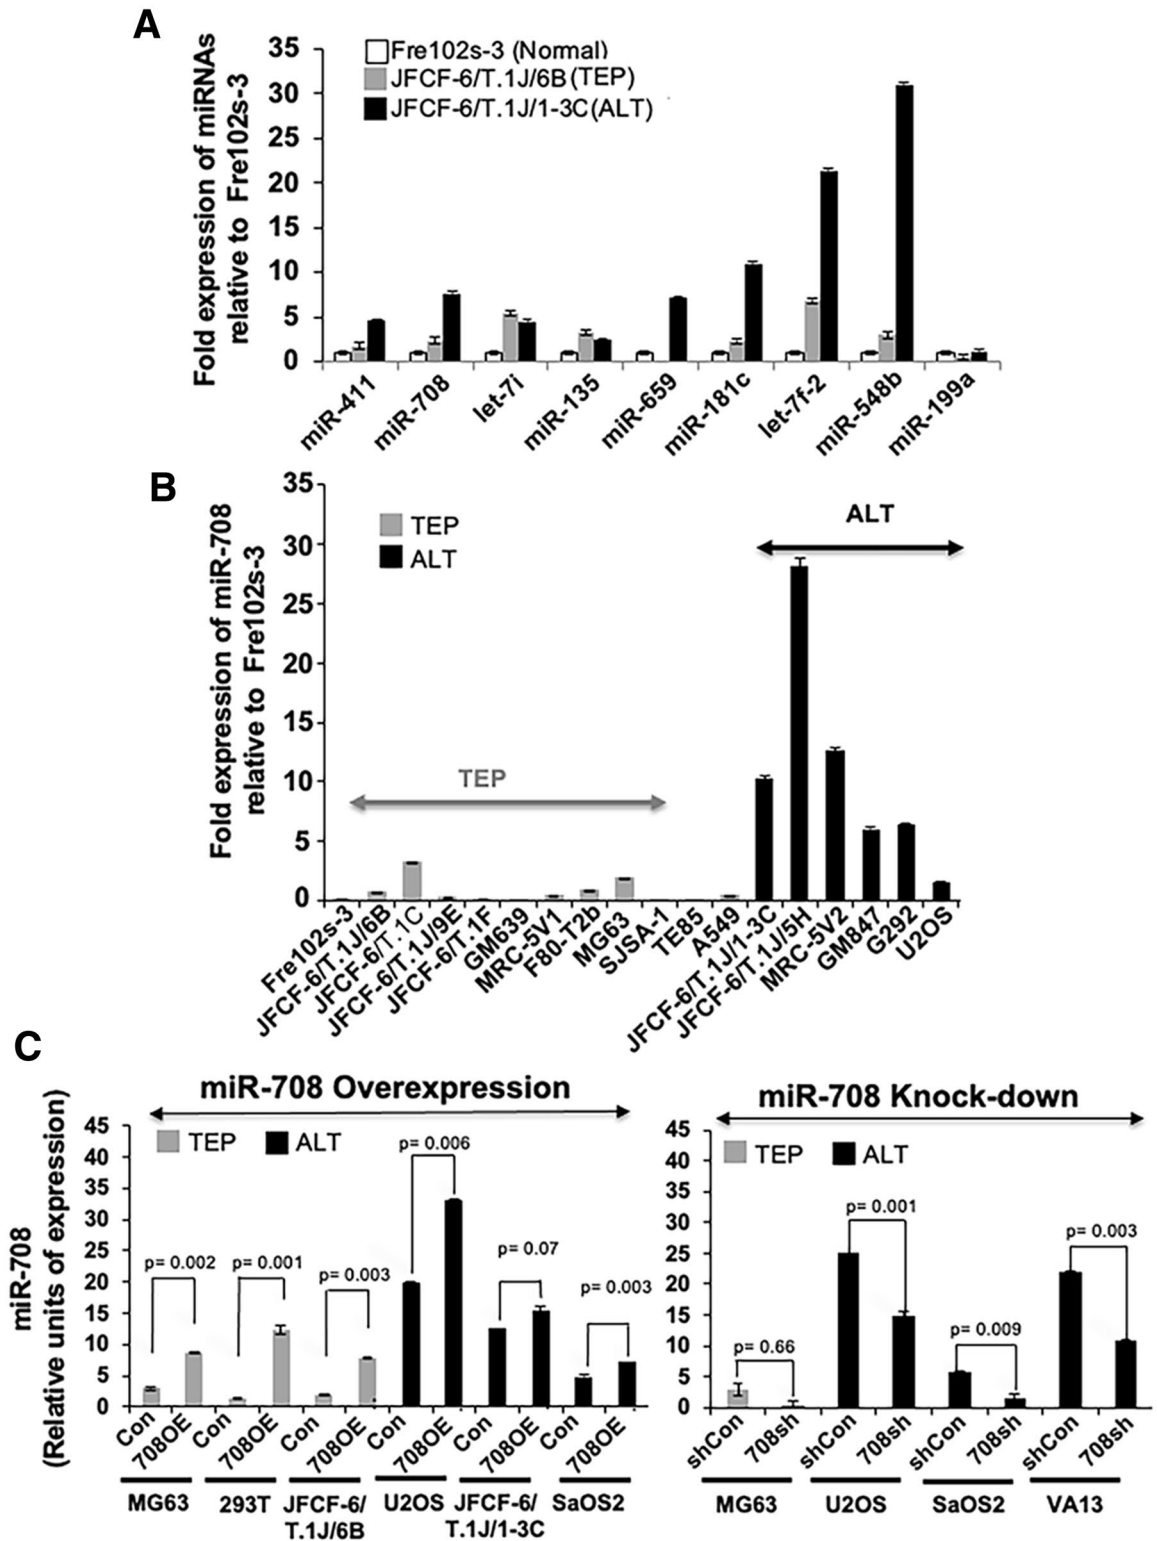 A
Fold expression of miRNAs
relative to Fre102s-3
35
30
25
20
15
10
5
0
Fre102s-3 (Normal)
JFCF-6/T.1J/6B(TEP)
JFCF-6/T.1J/1-3C(ALT)
miR-411
miR-708
let-7i
miR-135
miR-659
miR-181c
let-7f-2
miR-548b
miR-199a
B
Fold expression of miR-708
relative to Fre102s-3
35
30
25
20
15
10
5
0
TEP
ALT
TEP
ALT
Fre102s-3
JFCF-6/T.1J/6B
JFCF-6/T.1C
JFCF-6/T.1J/9E
JFCF-6/T.1F
GM639
MRC-5V1
F80-T2b
MG63
SJSA-1
TE85
A549
JFCF-6/T.1J/1-3C
JFCF-6/T.1J/5H
MRC-5V2
GM847
G292
U2OS
C
miR-708
(Relative units of expression)
miR-708 Overexpression
45
40
35
30
25
20
15
10
5
0
TEP
ALT
p= 0.002
p= 0.001
p= 0.003
p= 0.006
p= 0.07
p= 0.003
Con
708OE
Con
708OE
Con
708OE
Con
708OE
Con
708OE
Con
708OE
MG63
293T
JFCF-6/
T.1J/6B
U2OS
JFCF-6/
T.1J/1-3C
SaOS2
miR-708 Knock-down
45
40
35
30
25
20
15
10
5
0
TEP
ALT
p= 0.66
p= 0.001
p= 0.009
p= 0.003
shCon
708sh
shCon
708sh
shCon
708sh
shCon
708sh
MG63
U2OS
SaOS2
VA13